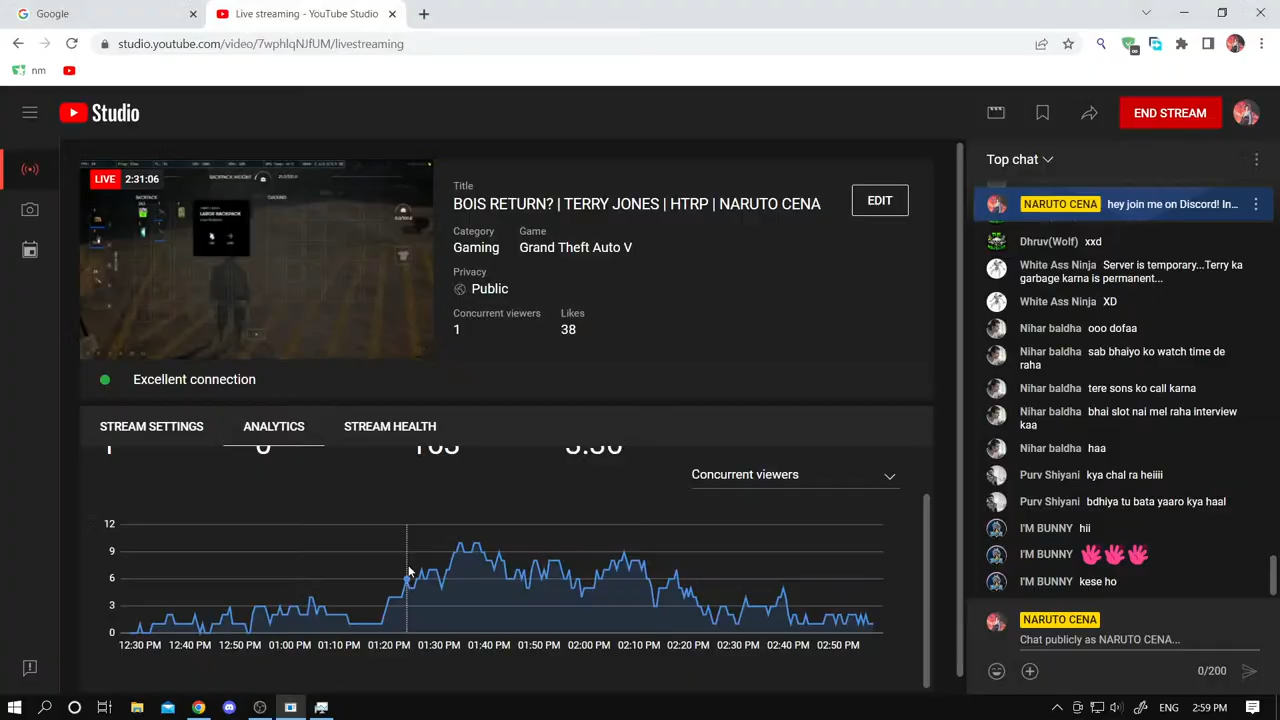 Google
Live streaming - YouTube Studio
studio.youtube.com/video/7wphlqNJfUM/livestreaming
nm
Studio
END STREAM
LIVE 2:31:06
BACKPACK WEIGHT
BACKPACK
LABOR BACKPACK
Title
BOIS RETURN? | TERRY JONES | HTRP | NARUTO CENA
EDIT
Category Game
Gaming Grand Theft Auto V
Privacy
Public
Concurrent viewers Likes
1 38
Excellent connection
STREAM SETTINGS ANALYTICS STREAM HEALTH
Concurrent viewers
12
9
6
3
0
12:30 PM 12:40 PM 12:50 PM 01:00 PM 01:10 PM 01:20 PM 01:30 PM 01:40 PM 01:50 PM 02:00 PM 02:10 PM 02:20 PM 02:30 PM 02:40 PM 02:50 PM
Top chat
NARUTO CENA hey join me on Discord! In...
Dhruv(Wolf) xxd
White Ass Ninja Server is temporary...Terry ka
garbage karna is permanent...
White Ass Ninja XD
Nihar baldha ooo dofaa
Nihar baldha sab bhaiyo ko watch time de
raha
Nihar baldha tere sons ko call karna
Nihar baldha bhai slot nai mel raha interview
kaa
Nihar baldha haa
Purv Shiyani kya chal ra heiiii
Purv Shiyani bdhiya tu bata yaaro kya haal
I'M BUNNY hii
I'M BUNNY
I'M BUNNY kese ho
NARUTO CENA
Chat publicly as NARUTO CENA...
0/200
ENG 2:59 PM